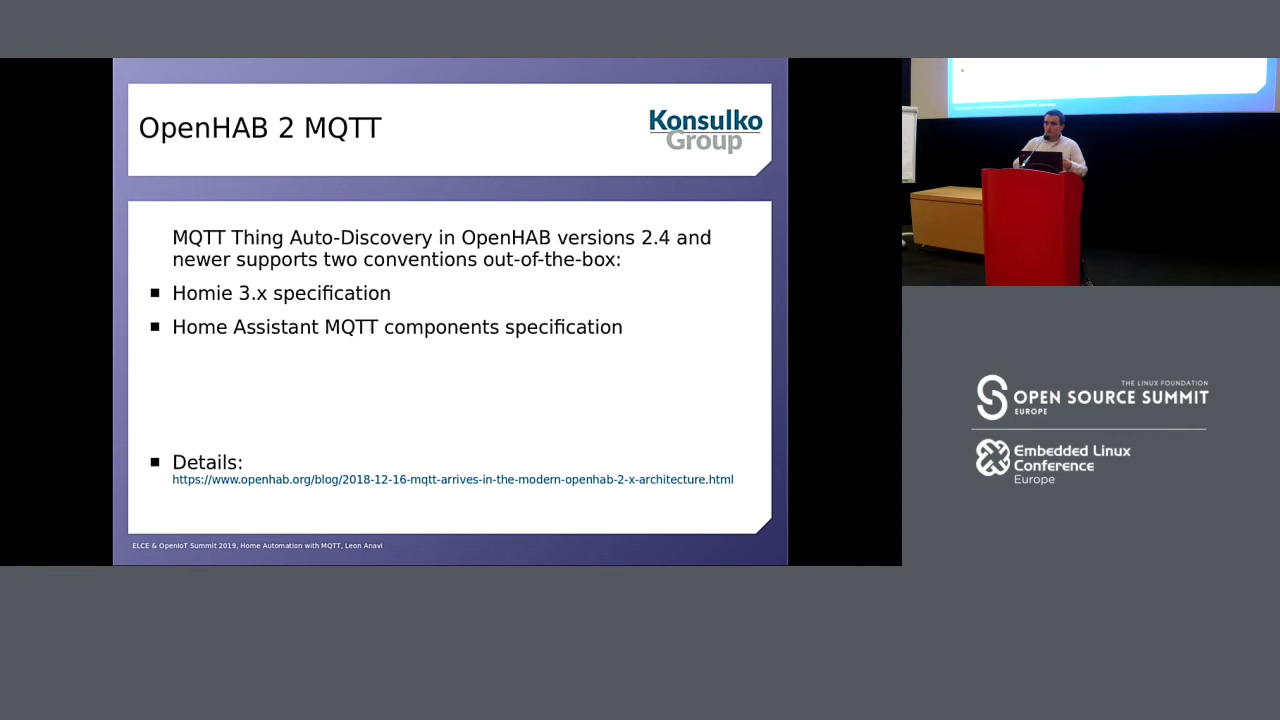 OpenHAB 2 MQTT
Konsulko
Group
MQTT Thing Auto-Discovery in OpenHAB versions 2.4 and
newer supports two conventions out-of-the-box:
■ Homie 3.x specification
■ Home Assistant MQTT components specification
■ Details:
https://www.openhab.org/blog/2018-12-16-mqtt-arrives-in-the-modern-openhab-2-x-architecture.html
ELCE & OpenIoT Summit 2019, Home Automation with MQTT, Leon Anavi
THE LINUX FOUNDATION
OPEN SOURCE SUMMIT
EUROPE
Embedded Linux
Conference
Europe